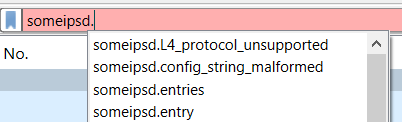 someipsd.
No.
someipsd.L4_protocol_unsupported
someipsd.config_string_malformed
someipsd.entries
someipsd.entry